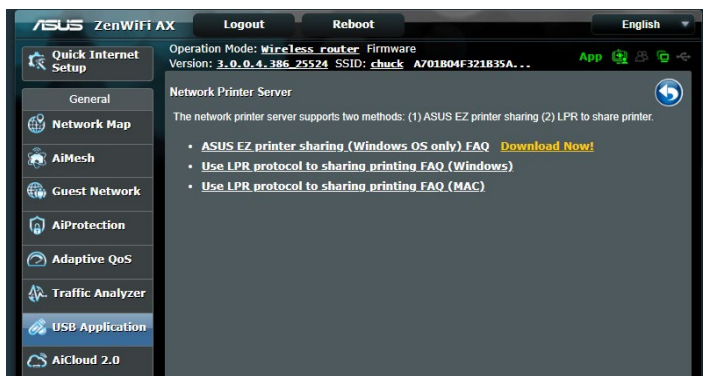 ASUS ZenWiFi AX Logout Reboot English
Quick Internet Setup
Operation Mode: Wireless router Firmware
Version: 3.0.0.4.386_25524 SSID: chuck A701B04F321B35A... App
General
Network Map
AiMesh
Guest Network
AiProtection
Adaptive QoS
Traffic Analyzer
USB Application
AiCloud 2.0
Network Printer Server
The network printer server supports two methods: (1) ASUS EZ printer sharing (2) LPR to share printer.
• ASUS EZ printer sharing (Windows OS only) FAQ Download Now!
• Use LPR protocol to sharing printing FAQ (Windows)
• Use LPR protocol to sharing printing FAQ (MAC)